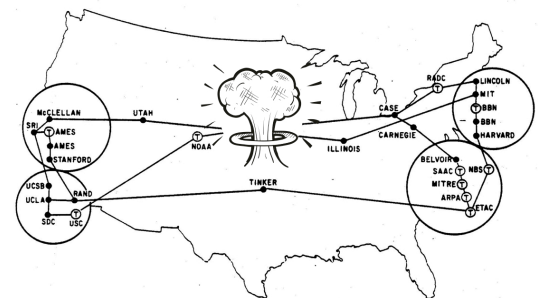 McCLELLAN
SRI
T
AMES
AMES
STANFORD
UCSB
UCLA
RAND
SDC
T
USC
UTAH
T
NOAA
TINKER
ILLINOIS
CASE
CARNEGIE
RADC
T
LINCOLN
MIT
T
BBN
BBN
HARVARD
BELVOIR
SAAC
T
MITRE
T
ARPA
T
NBS
T
ETAC
T